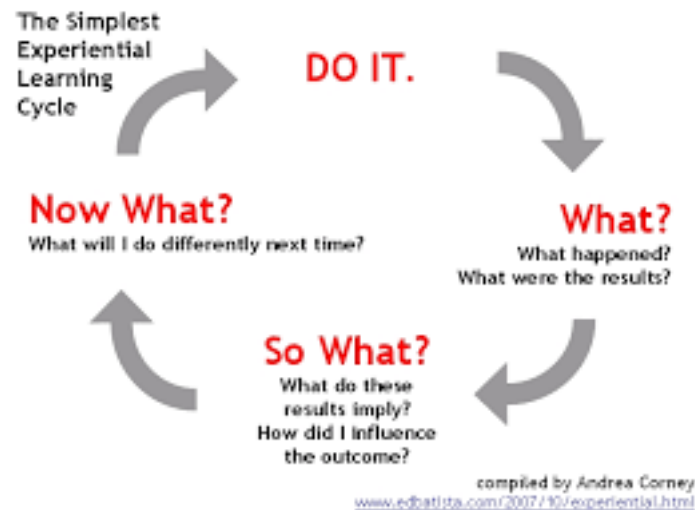 The Simplest
Experiential
Learning
Cycle
DO IT.
What?
What happened?
What were the results?
So What?
What do these
results imply?
How did I influence
the outcome?
Now What?
What will I do differently next time?
compiled by Andrea Corney
www.edbatista.com/2007/10/experiential.html